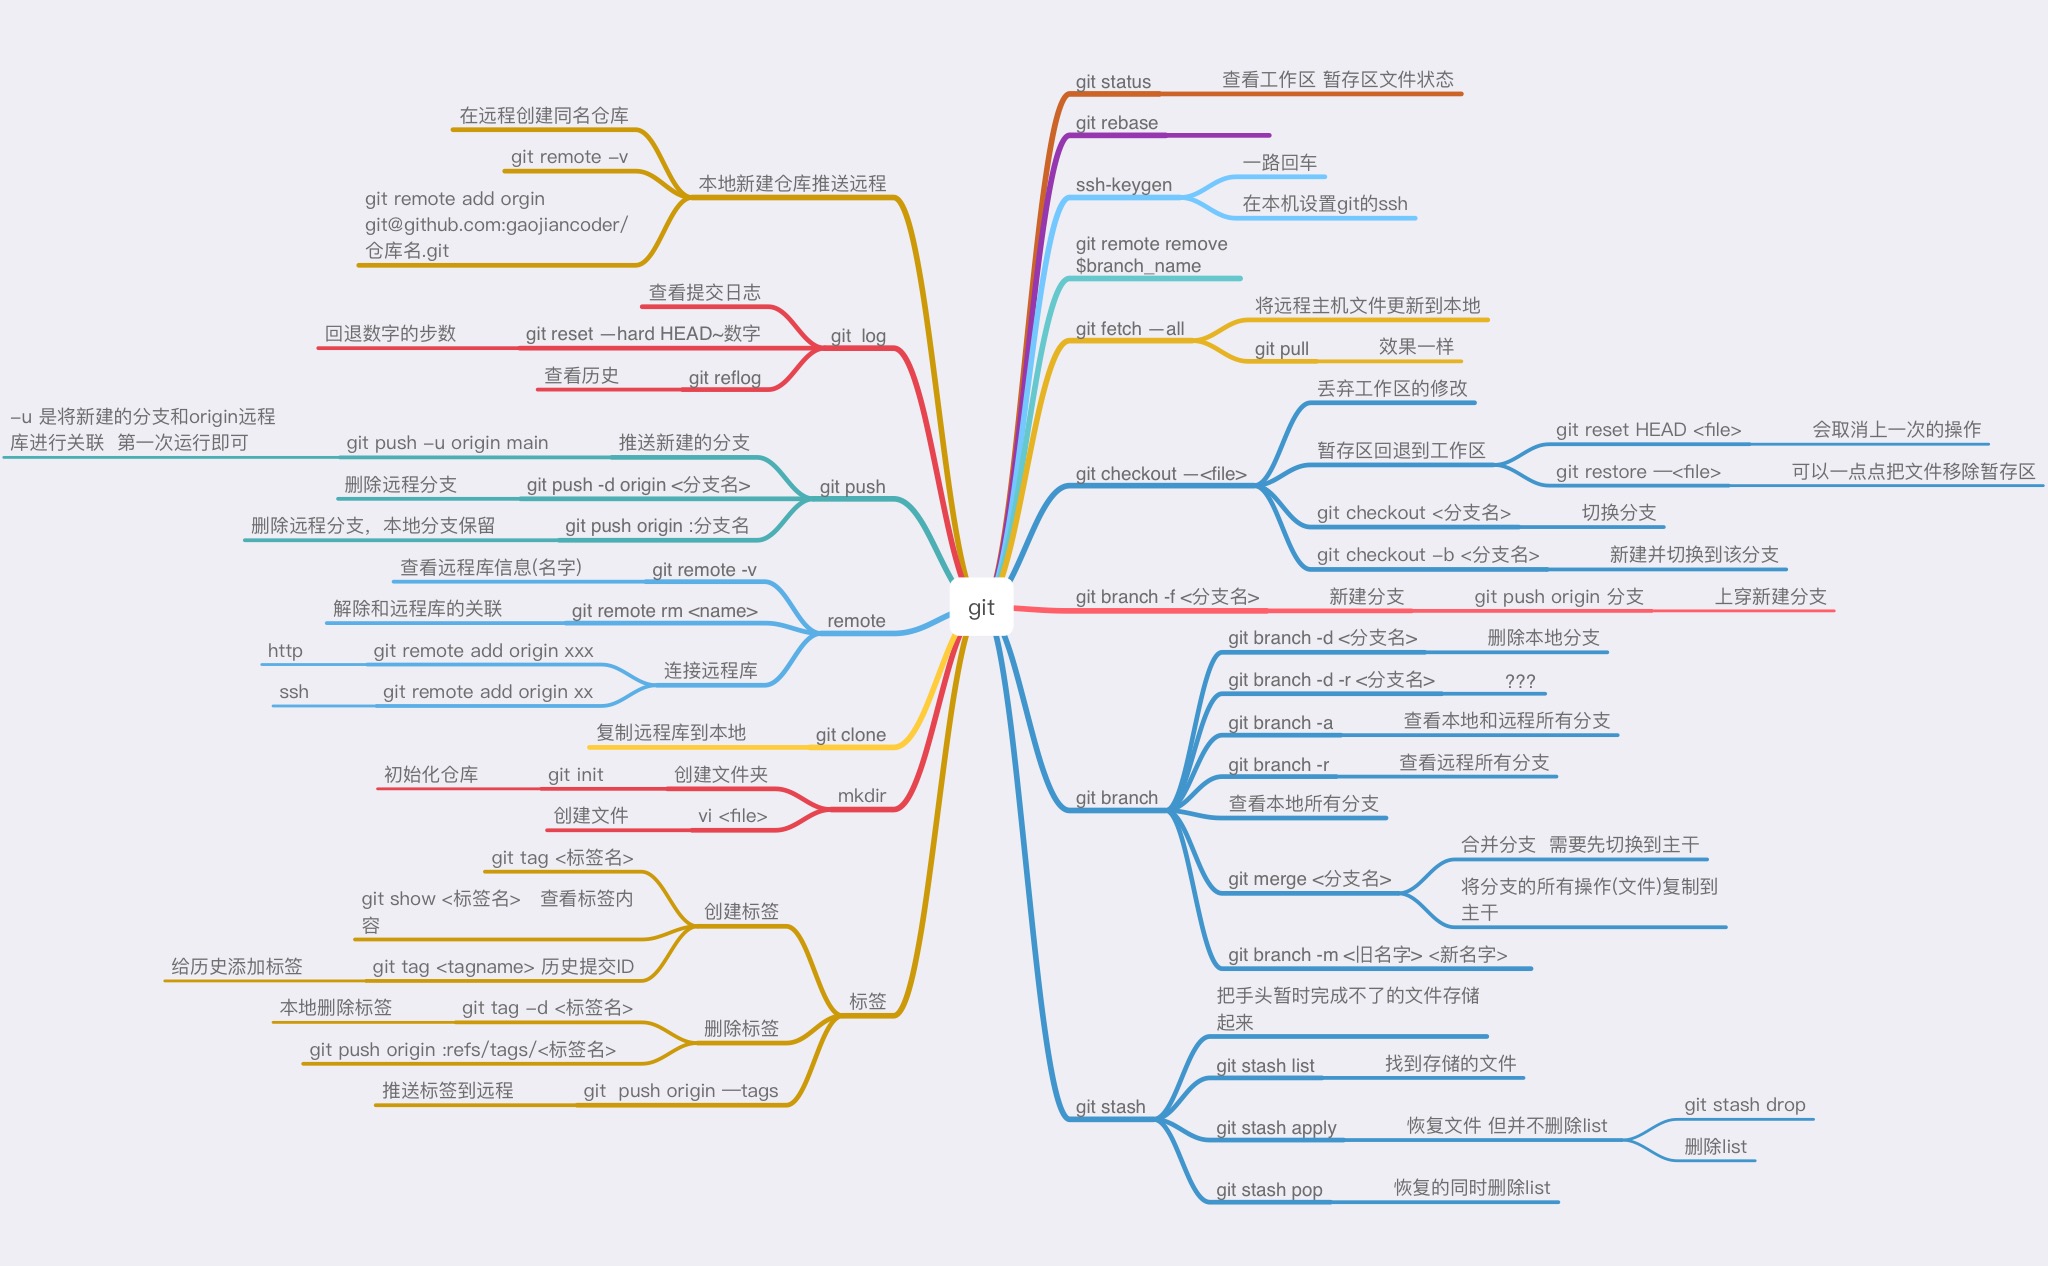 git
git status
查看工作区 暂存区文件状态
git rebase
ssh-keygen
一路回车
在本机设置git的ssh
git remote remove
$branch_name
git fetch —all
将远程主机文件更新到本地
git pull
效果一样
git checkout —<file>
丢弃工作区的修改
暂存区回退到工作区
git reset HEAD <file>
会取消上一次的操作
git restore —<file>
可以一点点把文件移除暂存区
git checkout <分支名>
切换分支
git checkout –b <分支名>
新建并切换到该分支
git branch -f <分支名>
新建分支
git push origin 分支
上穿新建分支
git branch
git branch -d <分支名>
删除本地分支
git branch -d -r <分支名>
???
git branch -a
查看本地和远程所有分支
git branch -r
查看远程所有分支
查看本地所有分支
git merge <分支名>
合并分支 需要先切换到主干
将分支的所有操作(文件)复制到
主干
git branch -m <旧名字> <新名字>
git stash
把手头暂时完成不了的文件存储
起来
git stash list
找到存储的文件
git stash apply
恢复文件 但并不删除list
git stash drop
删除list
git stash pop
恢复的同时删除list
本地新建仓库推送远程
在远程创建同名仓库
git remote –v
git remote add orgin
git@github.com:gaojiancoder/
仓库名.git
git log
查看提交日志
git reset —hard HEAD~数字
回退数字的步数
git reflog
查看历史
git push
推送新建的分支
git push –u origin main
–u 是将新建的分支和origin远程
库进行关联 第一次运行即可
git push -d origin <分支名>
删除远程分支
git push origin :分支名
删除远程分支，本地分支保留
remote
git remote -v
查看远程库信息(名字)
git remote rm <name>
解除和远程库的关联
连接远程库
git remote add origin xxx
http
git remote add origin xx
ssh
git clone
复制远程库到本地
mkdir
创建文件夹
git init
初始化仓库
vi <file>
创建文件
标签
创建标签
git tag <标签名>
git show <标签名> 查看标签内
容
git tag <tagname> 历史提交ID
给历史添加标签
删除标签
git tag –d <标签名>
本地删除标签
git push origin :refs/tags/<标签名>
git push origin —tags
推送标签到远程